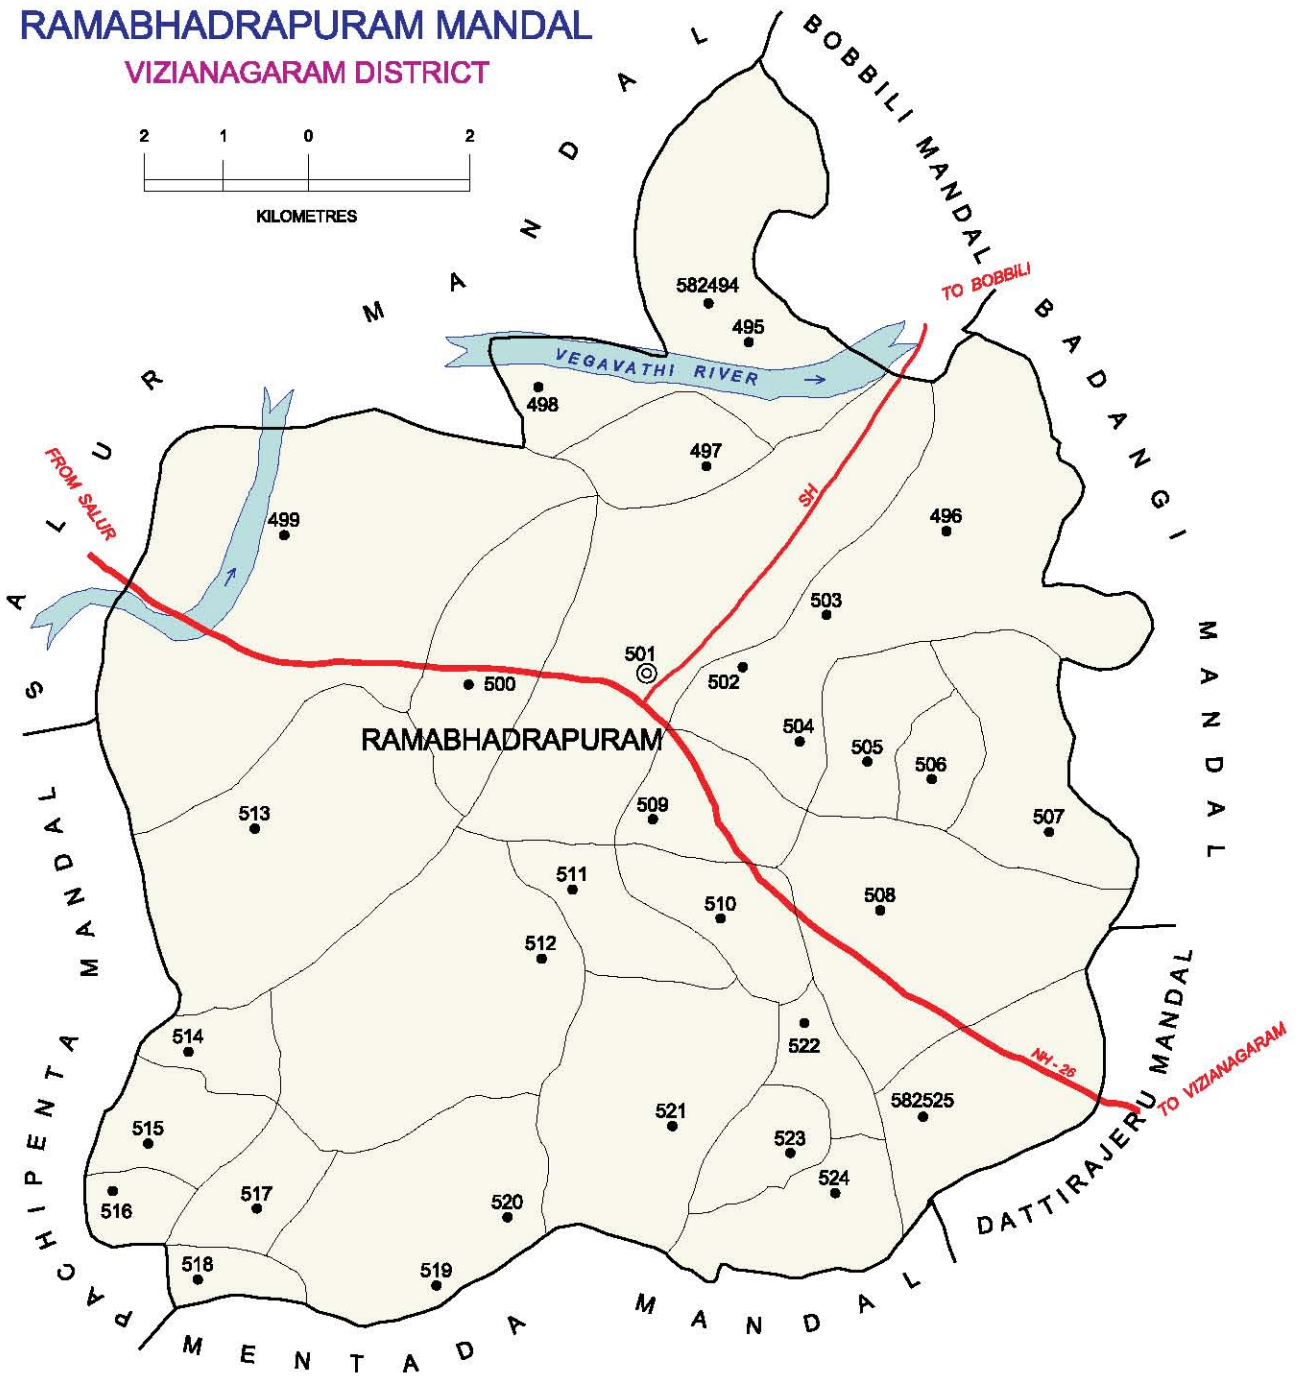 RAMABHADRAPURAM MANDAL
VIZIANAGARAM DISTRICT
2 1 0 2
KILOMETRES
SALUR MANDAL
BOBBILI MANDAL
TO BOBBILI
BADANGI MANDAL
582494
495
VEGAVATHI RIVER →
498
497
FROM SALUR
SH
499
→
496
503
501
502
500
504
RAMABHADRAPURAM
505
506
513
509
507
511
510
508
512
514
522
NH - 26
DATTIRAJERU MANDAL
TO VIZIANAGARAM
582525
521
515
523
524
517
516
520
518
519
PACHIPENTA MANDAL
MENTADA MANDAL